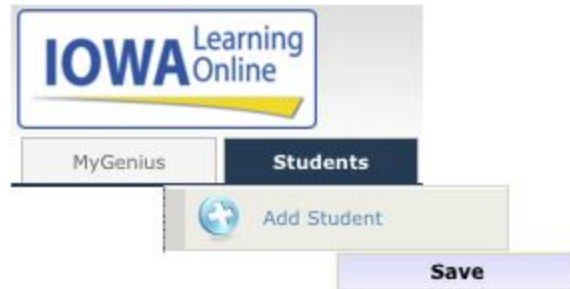 IOWA Learning
Online
MyGenius Students
Add Student
Save